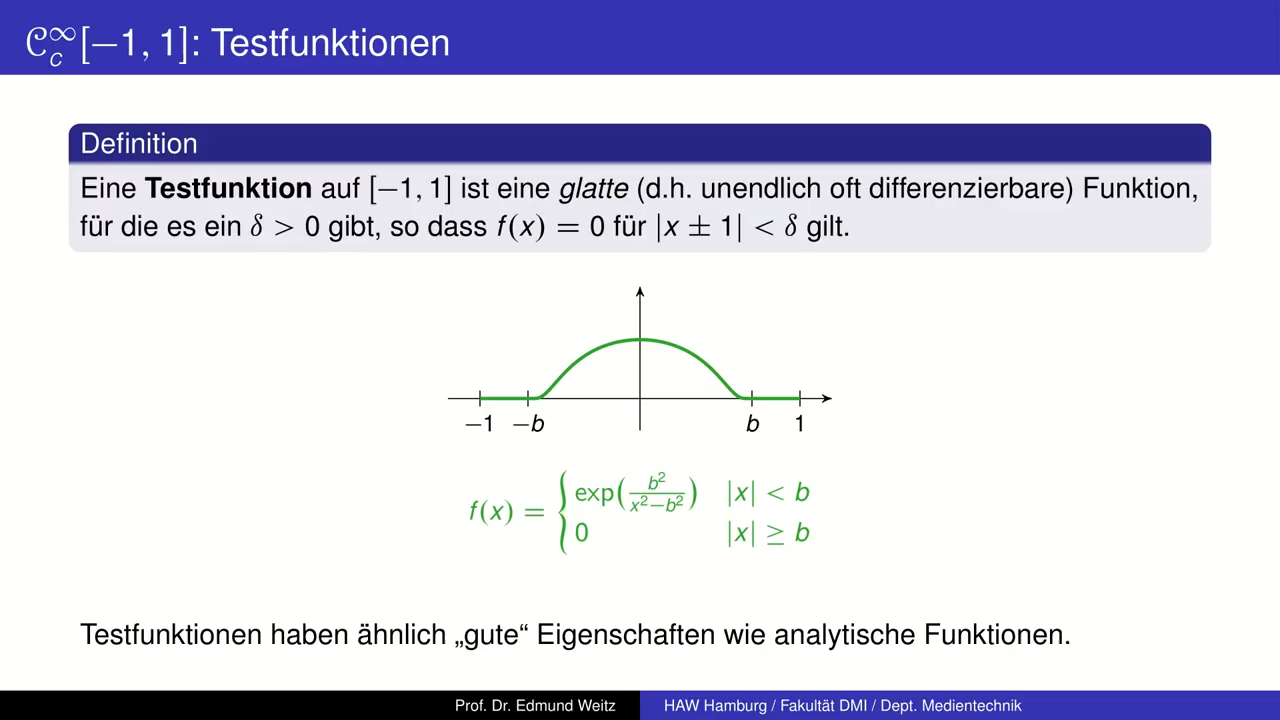 𝒞_c^∞[−1, 1]: Testfunktionen
Definition
Eine Testfunktion auf [−1, 1] ist eine glatte (d.h. unendlich oft differenzierbare) Funktion,
für die es ein δ > 0 gibt, so dass f(x) = 0 für |x ± 1| < δ gilt.
−1 −b b 1
f(x) = { exp(b²/(x²−b²)) |x| < b
0 |x| ≥ b
Testfunktionen haben ähnlich „gute“ Eigenschaften wie analytische Funktionen.
Prof. Dr. Edmund Weitz HAW Hamburg / Fakultät DMI / Dept. Medientechnik